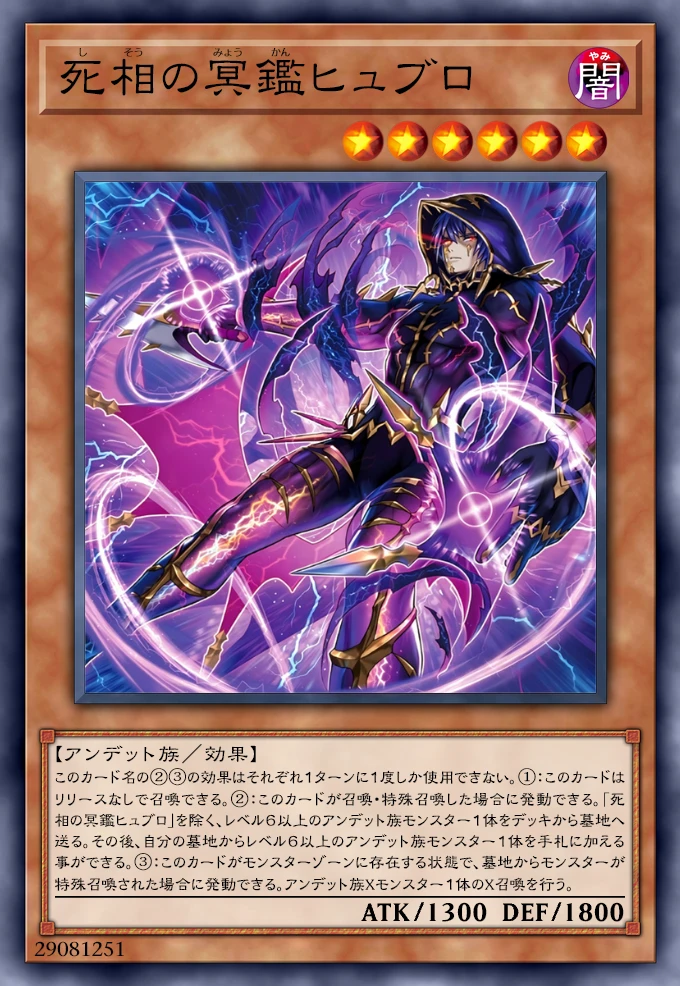 し そう みょう かん
死相の冥鑑ヒュブロ
やみ
闇
【アンデット族／効果】
このカード名の②③の効果はそれぞれ1ターンに1度しか使用できない。①：このカードは
リリースなしで召喚できる。②：このカードが召喚・特殊召喚した場合に発動できる。「死
相の冥鑑ヒュブロ」を除く、レベル6以上のアンデット族モンスター1体をデッキから墓地へ
送る。その後、自分の墓地からレベル6以上のアンデット族モンスター1体を手札に加える
事ができる。③：このカードがモンスターゾーンに存在する状態で、墓地からモンスターが
特殊召喚された場合に発動できる。アンデット族Xモンスター1体のX召喚を行う。
ATK/1300 DEF/1800
29081251